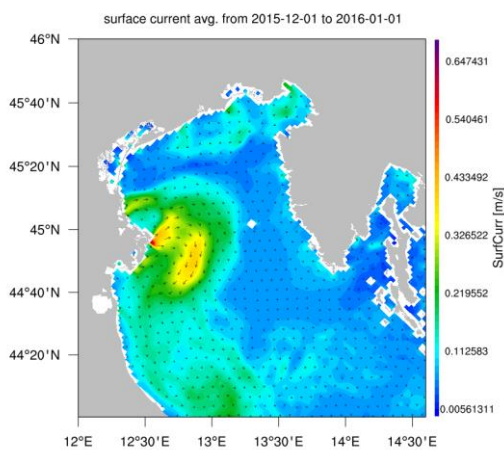 surface current avg. from 2015-12-01 to 2016-01-01
46°N
45°40'
45°20'
45°N
44°40'
44°20'
12°E 12°30' 13°E 13°30' 14°E 14°30'
0.647431
0.540461
0.433492
0.326522
0.219552
0.112583
0.00561311
SurfCurr [m/s]